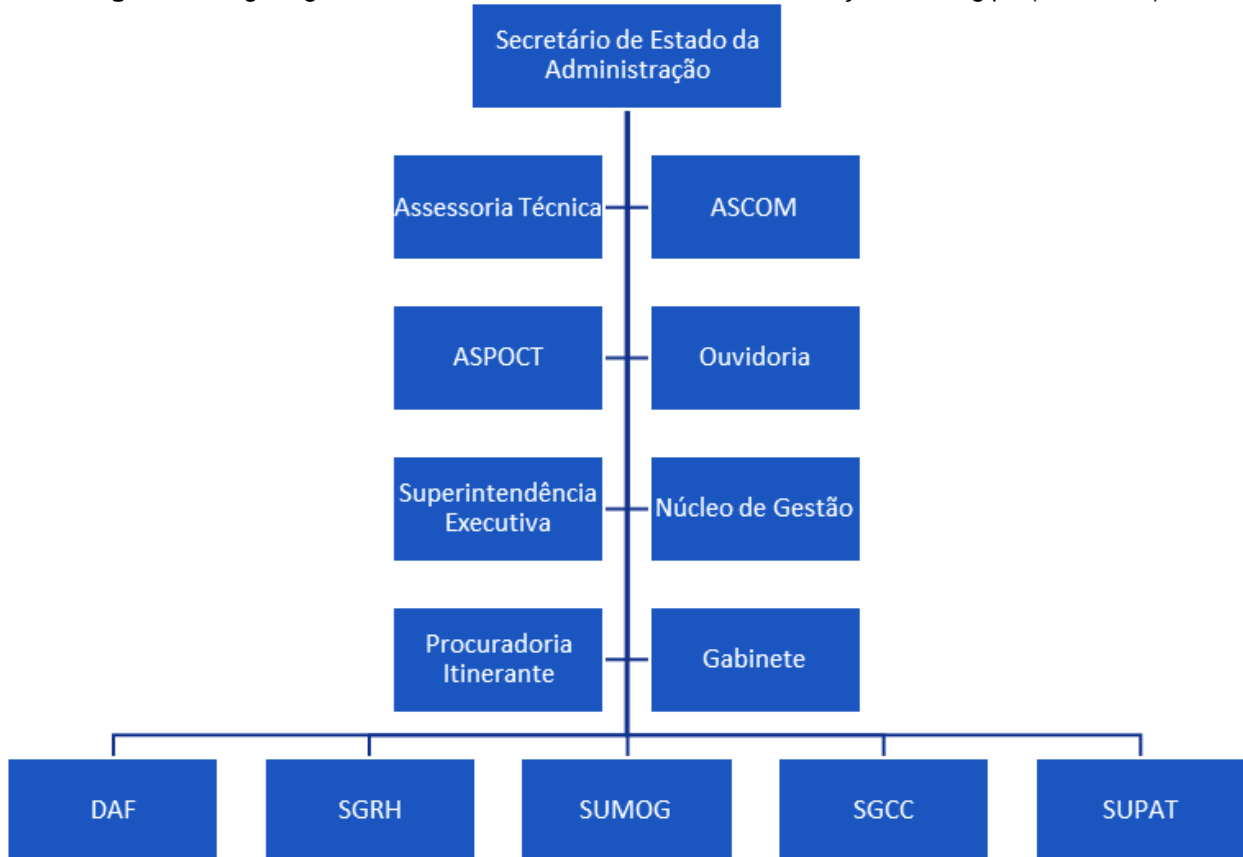 Secretário de Estado da
Administração
Assessoria Técnica
ASCOM
ASPOCT
Ouvidoria
Superintendência
Executiva
Núcleo de Gestão
Procuradoria
Itinerante
Gabinete
DAF
SGRH
SUMOG
SGCC
SUPAT